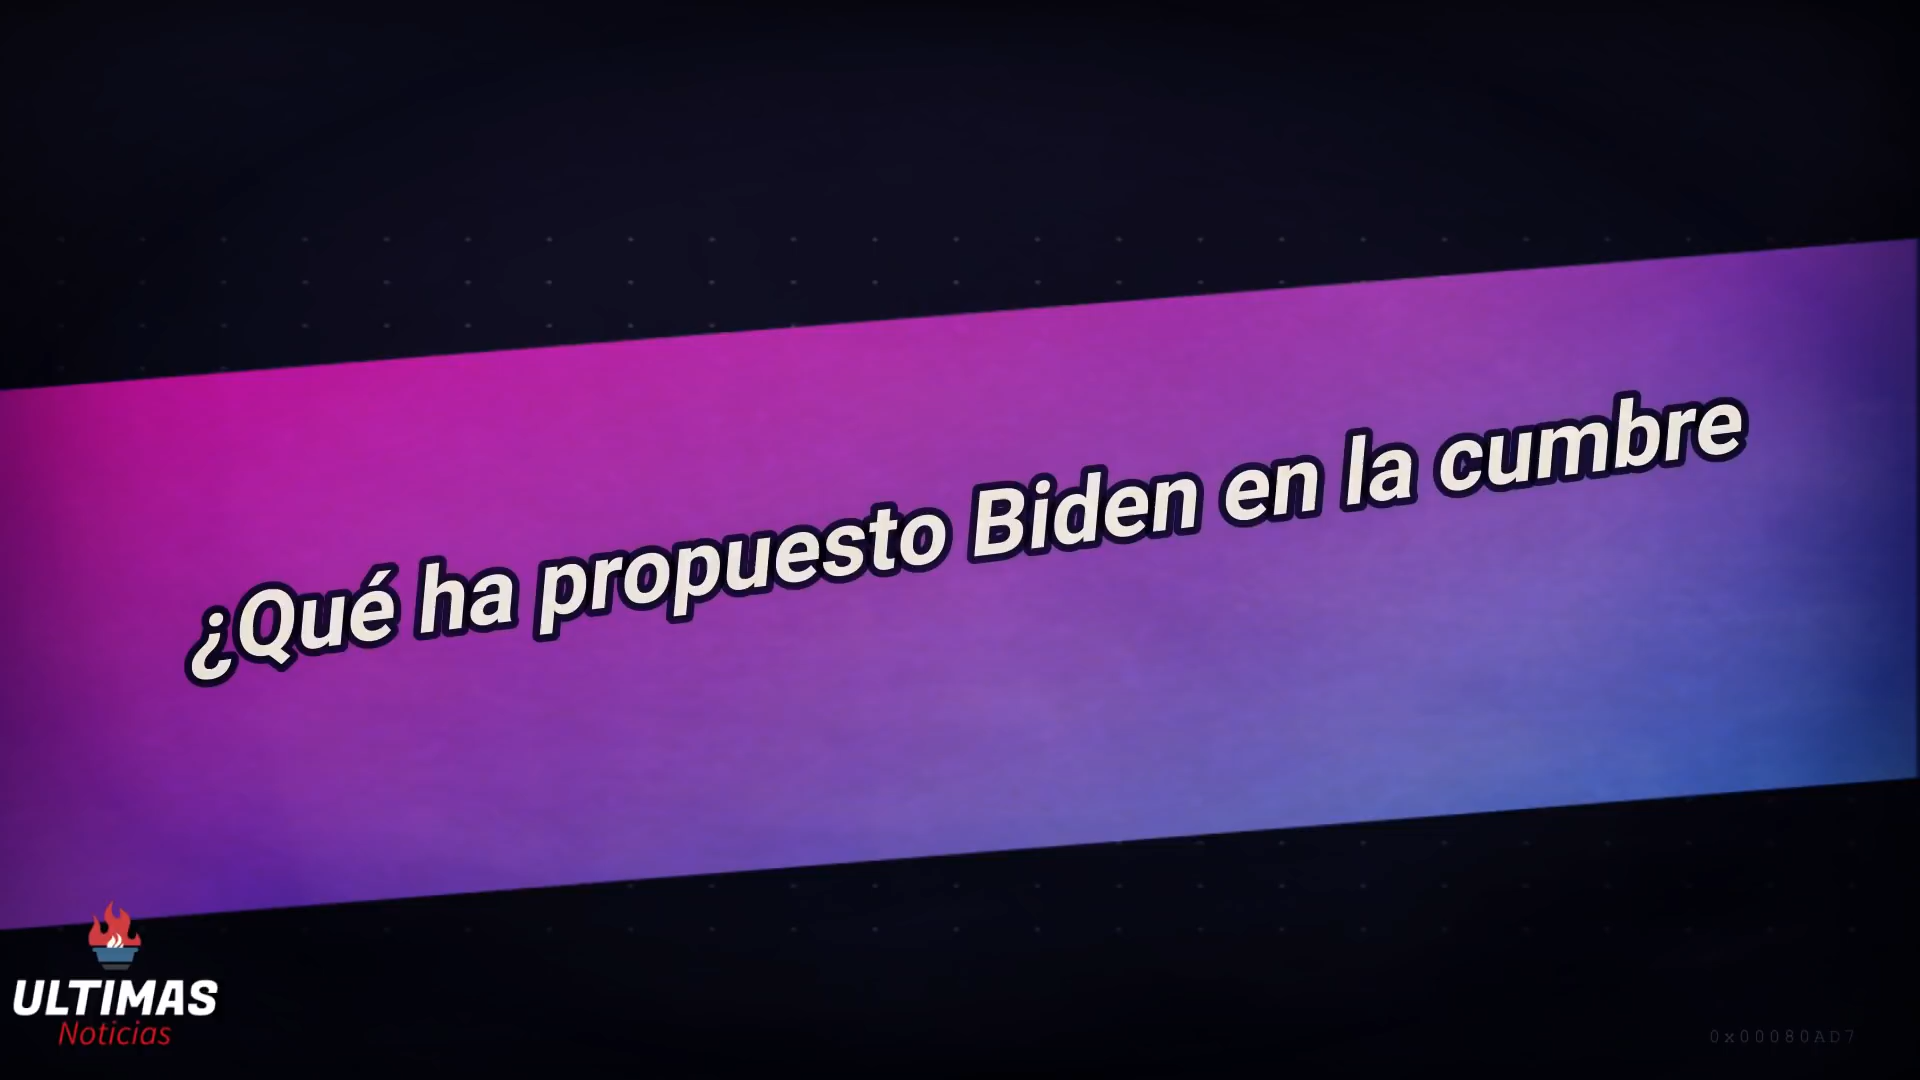 ¿Qué ha propuesto Biden en la cumbre
ULTIMAS
Noticias
0x00080AD7